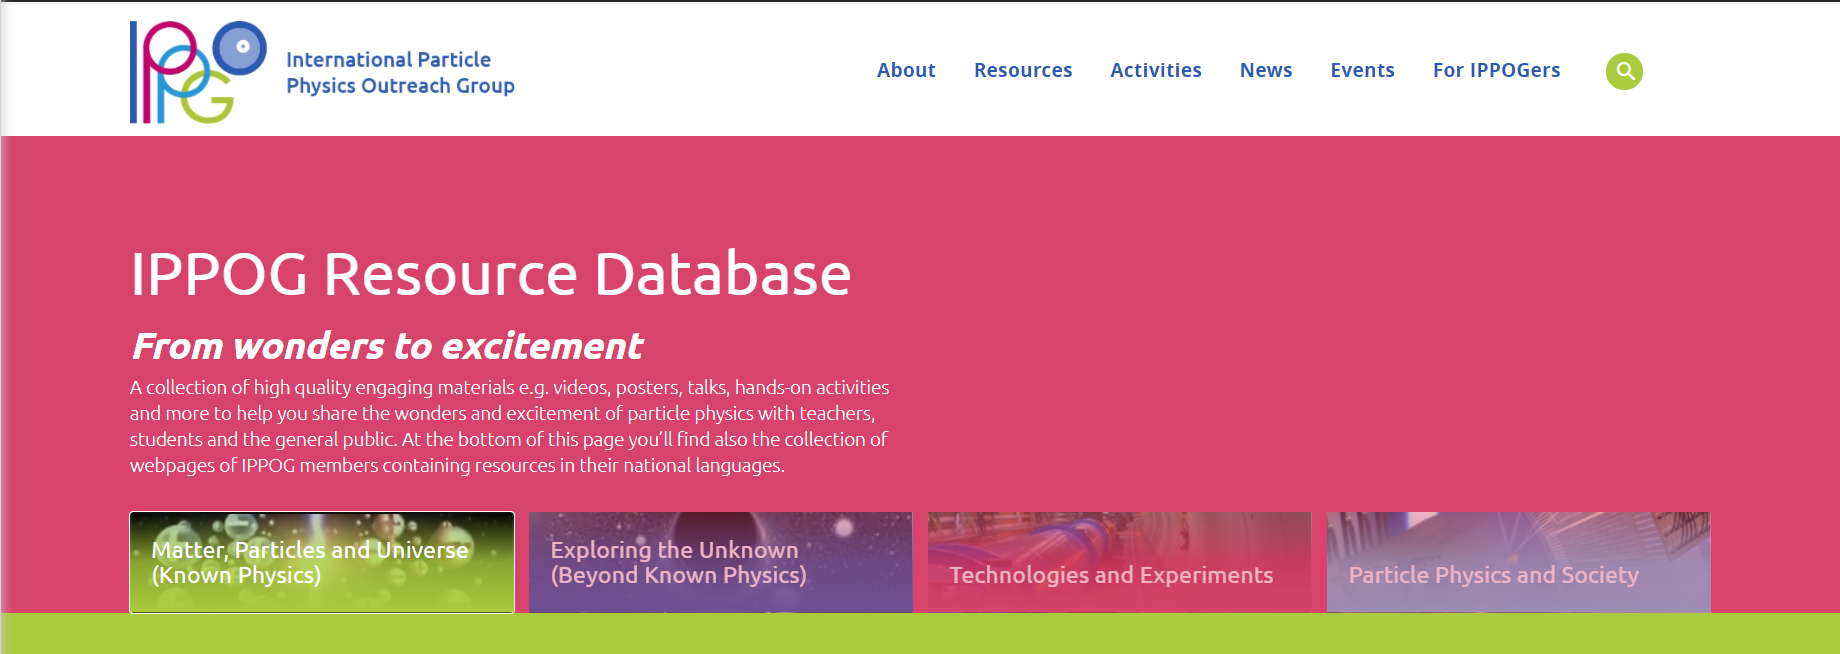 IPPOG
International Particle
Physics Outreach Group
About
Resources
Activities
News
Events
For IPPOGers
IPPOG Resource Database
From wonders to excitement
A collection of high quality engaging materials e.g. videos, posters, talks, hands-on activities
and more to help you share the wonders and excitement of particle physics with teachers,
students and the general public. At the bottom of this page you’ll find also the collection of
webpages of IPPOG members containing resources in their national languages.
Matter, Particles and Universe
(Known Physics)
Exploring the Unknown
(Beyond Known Physics)
Technologies and Experiments
Particle Physics and Society